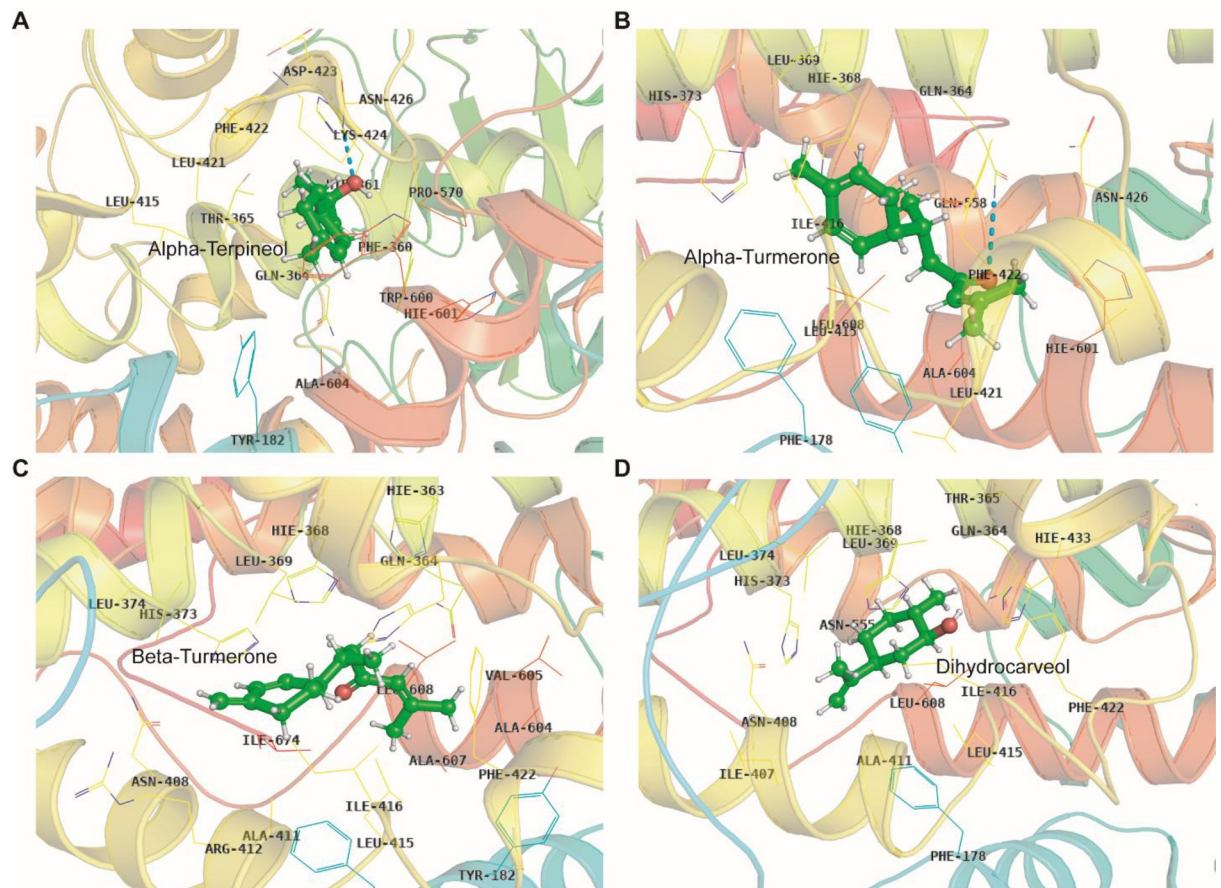 A
ASP-423
ASN-426
PHE-422
LYS-424
LEU-421
LEU-415
PRO-570
THR-365
Alpha-Terpineol
PHE-360
TRP-600
HIE-601
ALA-604
TYR-182
B
LEU-369
HIE-368
HIS-373
GLN-364
GLN-558
ASN-426
ILE-416
Alpha-Turmerone
PHE-422
LEU-608
LEU-415
HIE-601
ALA-604
LEU-421
PHE-178
C
HIE-363
HIE-368
LEU-369
GLN-364
LEU-374
HIS-373
Beta-Turmerone
VAL-605
ALA-604
ILE-674
ALA-607
PHE-422
ASN-408
ILE-416
ALA-411
LEU-415
ARG-412
TYR-182
D
THR-365
HIE-368
GLN-364
HIE-433
LEU-369
LEU-374
HIS-373
ASN-555
Dihydrocarveol
ILE-416
LEU-608
PHE-422
ASN-408
LEU-415
ALA-411
ILE-407
PHE-178